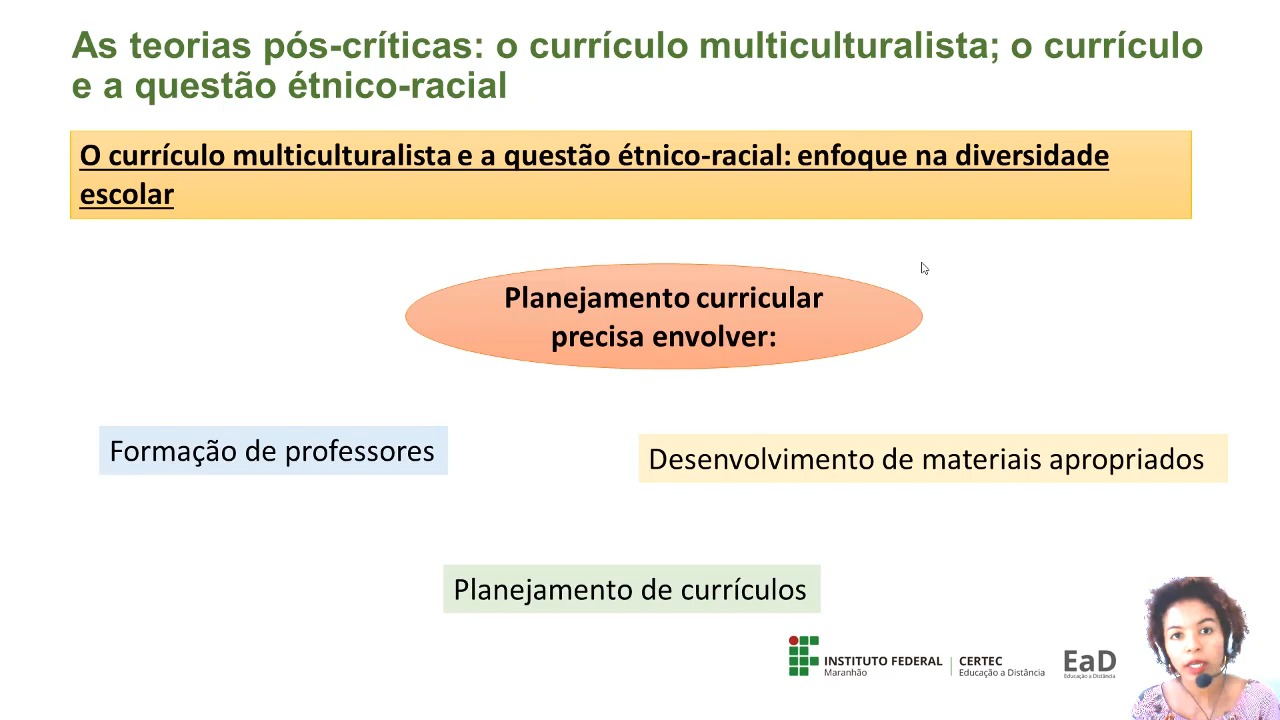 As teorias pós-críticas: o currículo multiculturalista; o currículo
e a questão étnico-racial
O currículo multiculturalista e a questão étnico-racial: enfoque na diversidade
escolar
Planejamento curricular
precisa envolver:
Formação de professores
Desenvolvimento de materiais apropriados
Planejamento de currículos
INSTITUTO FEDERAL
Maranhão
CERTEC
Educação a Distância
EaD
Educação a Distância